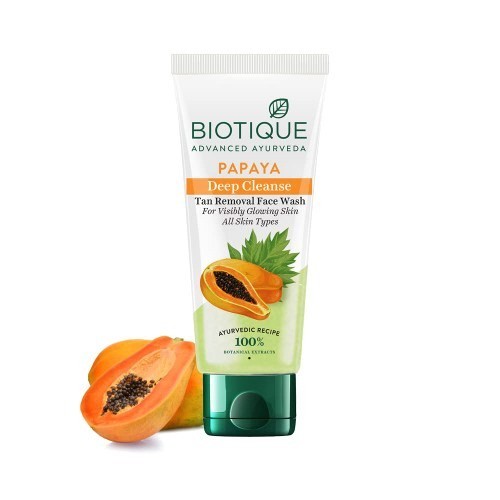 BIOTIQUE
ADVANCED AYURVEDA
PAPAYA
Deep Cleanse
Tan Removal Face Wash
For Visibly Glowing Skin
All Skin Types
AYURVEDIC RECIPE
100%
BOTANICAL EXTRACTS